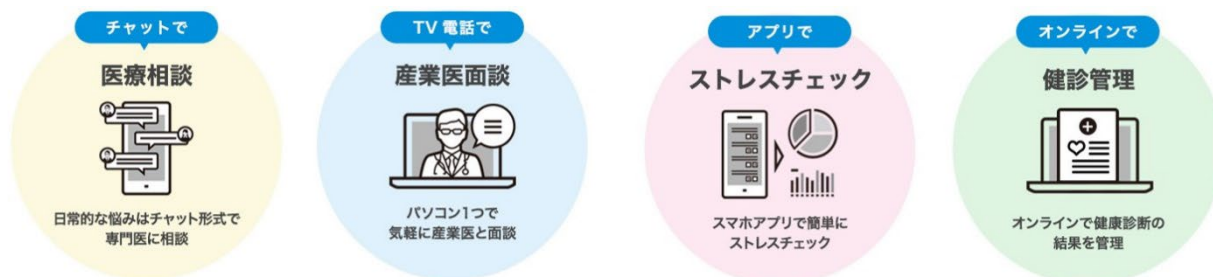 チャットで
医療相談
日常的な悩みはチャット形式で
専門医に相談
TV 電話で
産業医面談
パソコン1つで
気軽に産業医と面談
アプリで
ストレスチェック
スマホアプリで簡単に
ストレスチェック
オンラインで
健診管理
オンラインで健康診断の
結果を管理